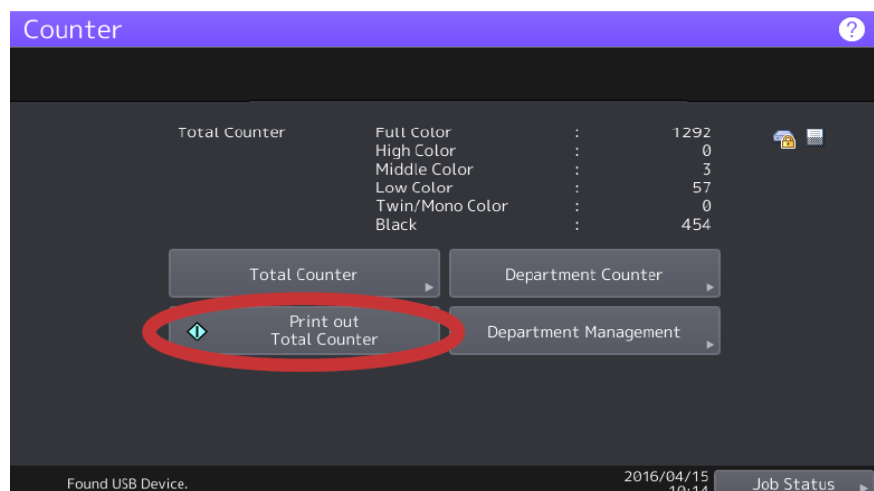 Counter
?
Total Counter Full Color : 1292
High Color : 0
Middle Color : 3
Low Color : 57
Twin/Mono Color : 0
Black : 454
Total Counter Department Counter
Print out
Total Counter
Department Management
Found USB Device.
2016/04/15
10:14
Job Status